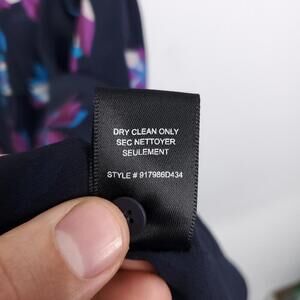 DRY CLEAN ONLY
SEC NETTOYER
SEULEMENT
STYLE # 917986D434